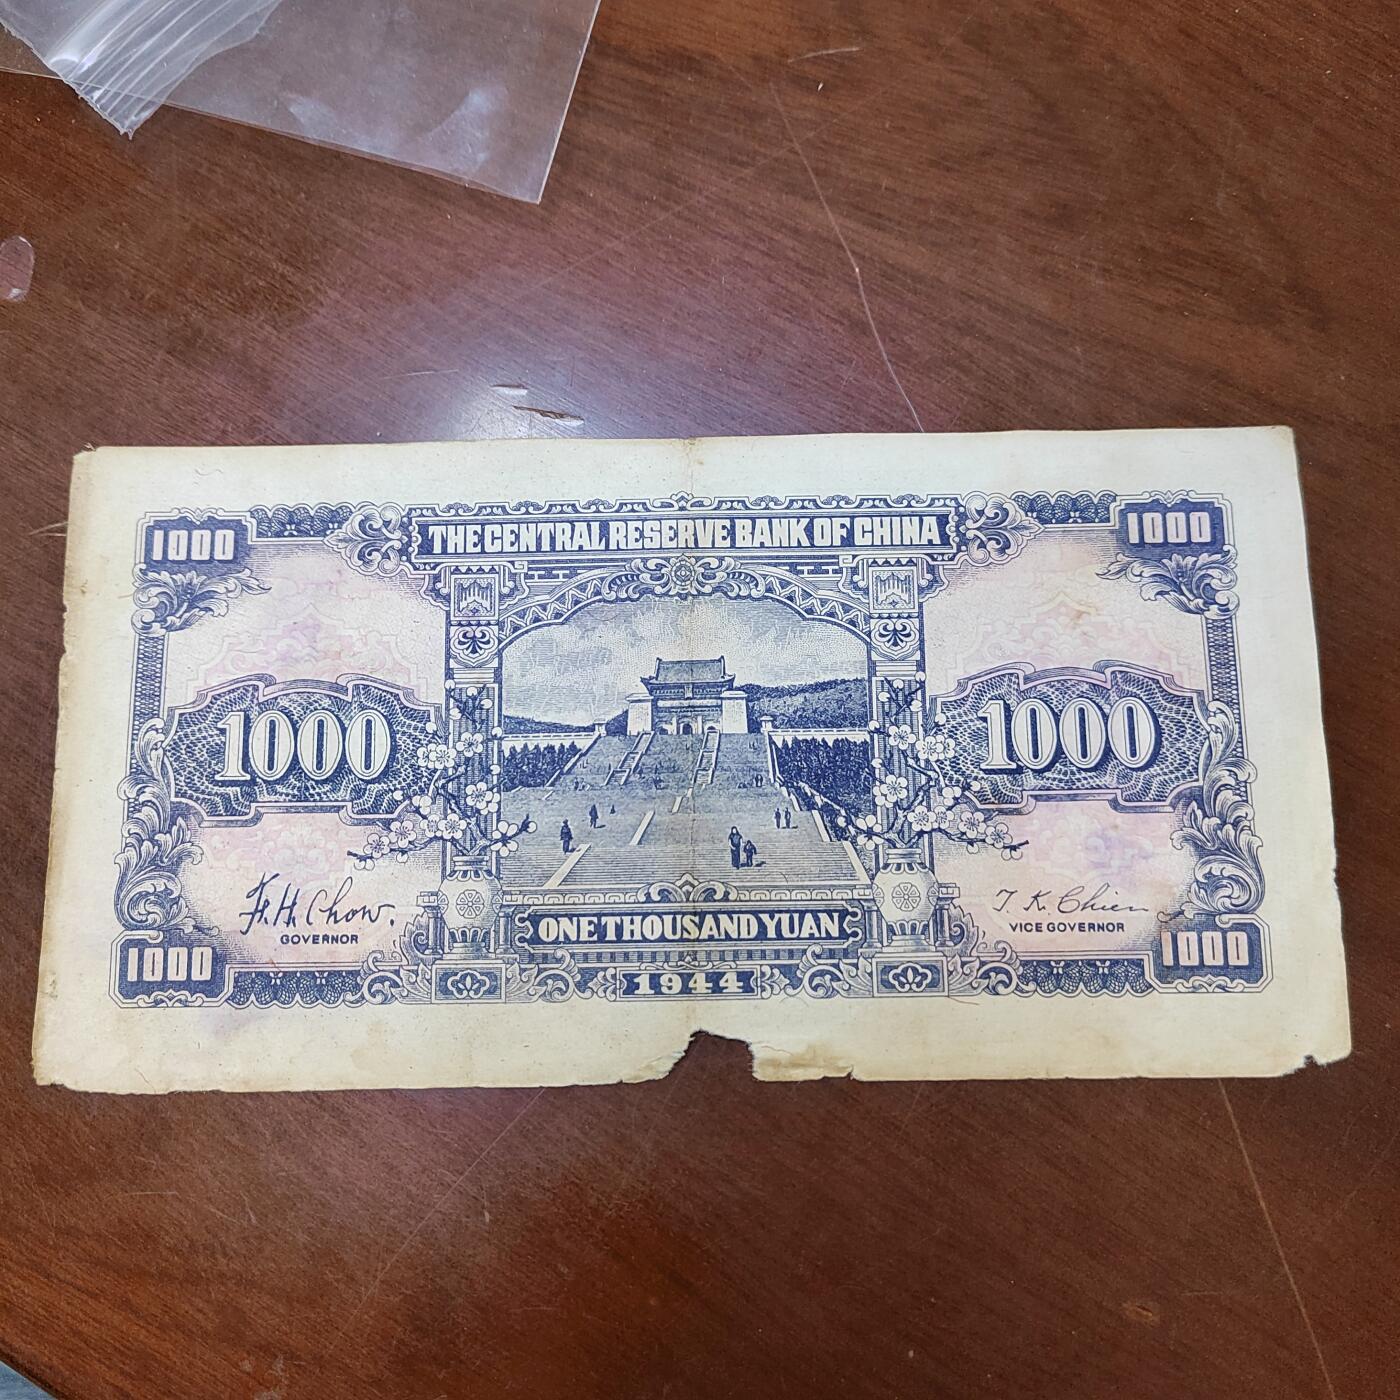 1000
THE CENTRAL RESERVE BANK OF CHINA
1000
1000
1000
F. H. Chow.
GOVERNOR
T. K. Chien
VICE GOVERNOR
ONE THOUSAND YUAN
1000
1944
1000